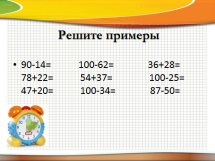 Решите примеры
• 90-14= 100-62= 36+28=
78+22= 54+37= 100-25=
47+20= 100-34= 87-50=